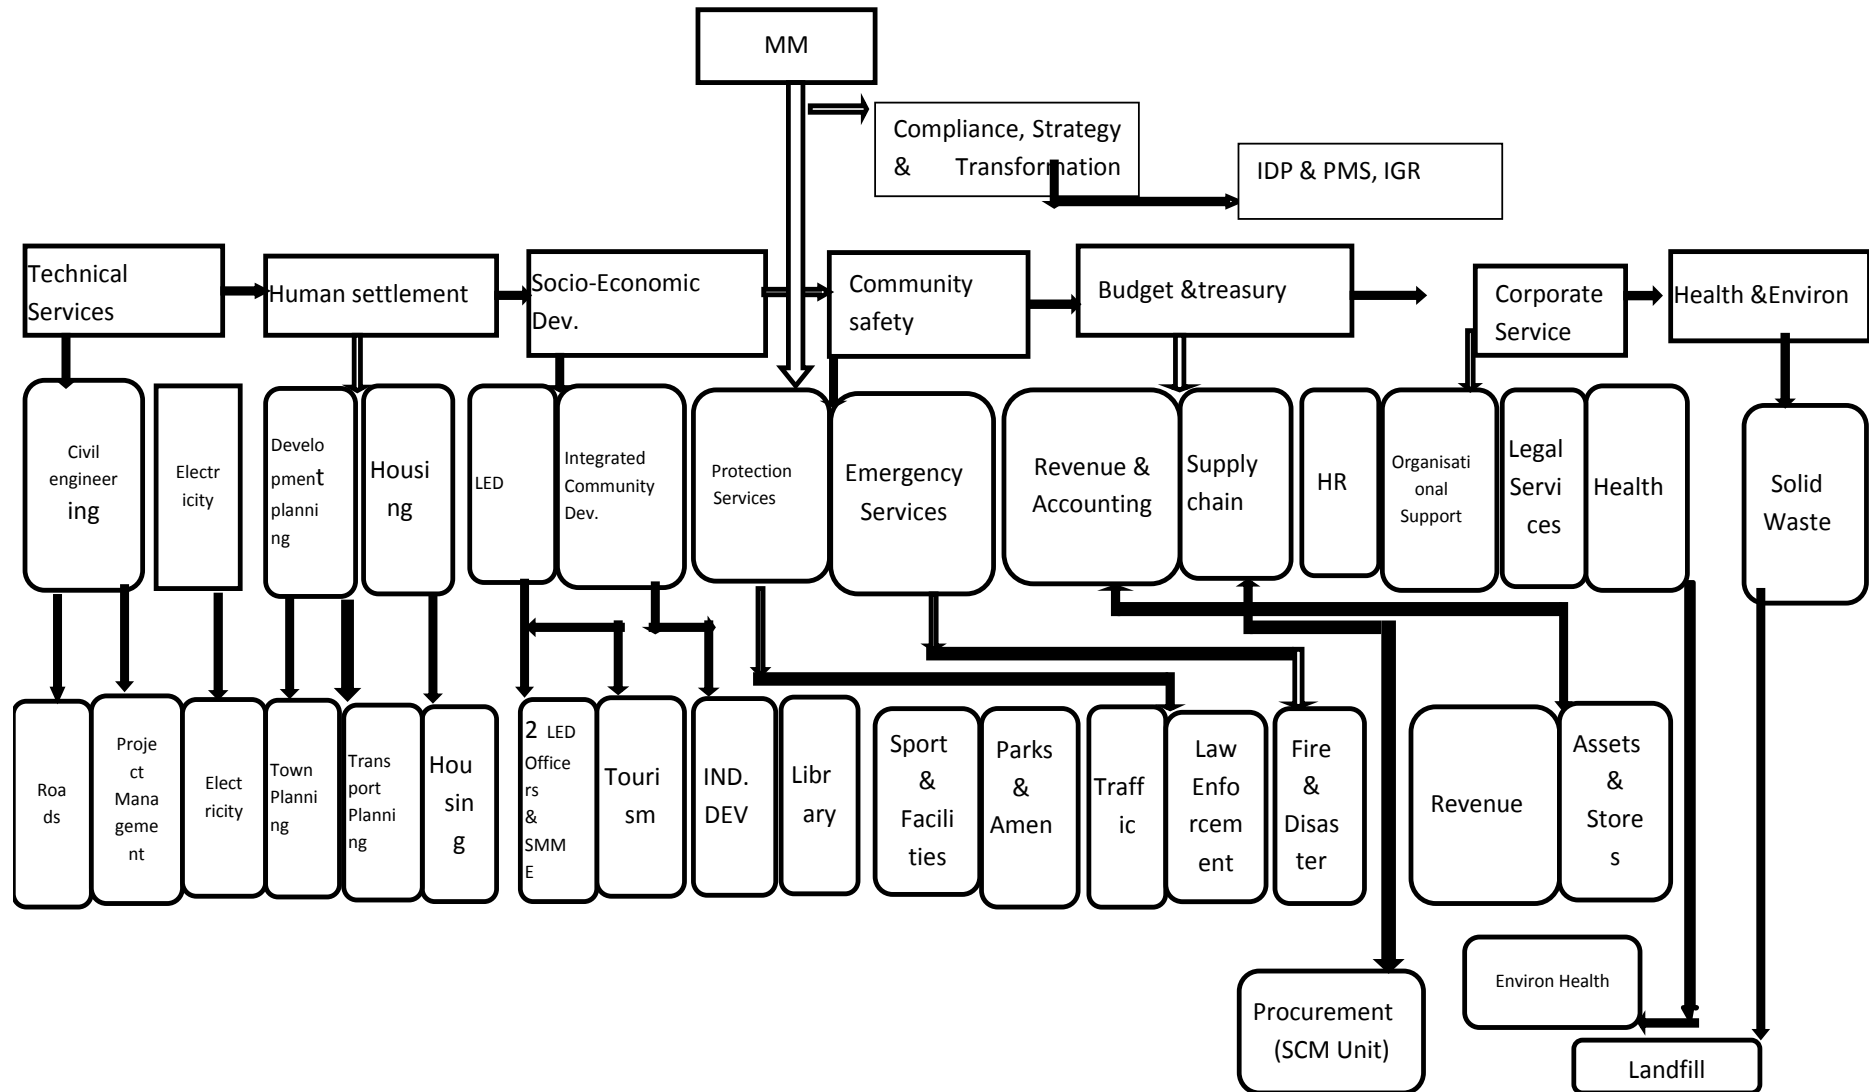 MM
Compliance, Strategy
& Transformation
IDP & PMS, IGR
Technical
Services
Human settlement
Socio-Economic
Dev.
Community
safety
Budget &treasury
Corporate
Service
Health &Environ
Civil
engineer
ing
Electr
icity
Develo
pment
planni
ng
Housi
ng
LED
Integrated
Community
Dev.
Protection
Services
Emergency
Services
Revenue &
Accounting
Supply
chain
HR
Organisati
onal
Support
Legal
Servi
ces
Health
Solid
Waste
Roa
ds
Proje
ct
Mana
geme
nt
Elect
ricity
Town
Planni
ng
Trans
port
Planni
ng
Hou
sin
g
2 LED
Office
rs
&
SMM
E
Touri
sm
IND.
DEV
Libr
ary
Sport
&
Facili
ties
Parks
&
Amen
Traff
ic
Law
Enfo
rcem
ent
Fire
&
Disas
ter
Revenue
Assets
&
Store
s
Environ Health
Procurement
(SCM Unit)
Landfill